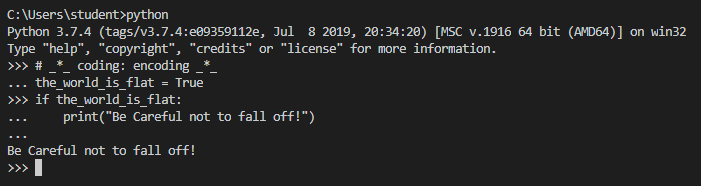 C:\Users\student>python
Python 3.7.4 (tags/v3.7.4:e09359112e, Jul  8 2019, 20:34:20) [MSC v.1916 64 bit (AMD64)] on win32
Type "help", "copyright", "credits" or "license" for more information.
>>> # _*_ coding: encoding _*_
... the_world_is_flat = True
>>> if the_world_is_flat:
...     print("Be Careful not to fall off!")
...
Be Careful not to fall off!
>>>